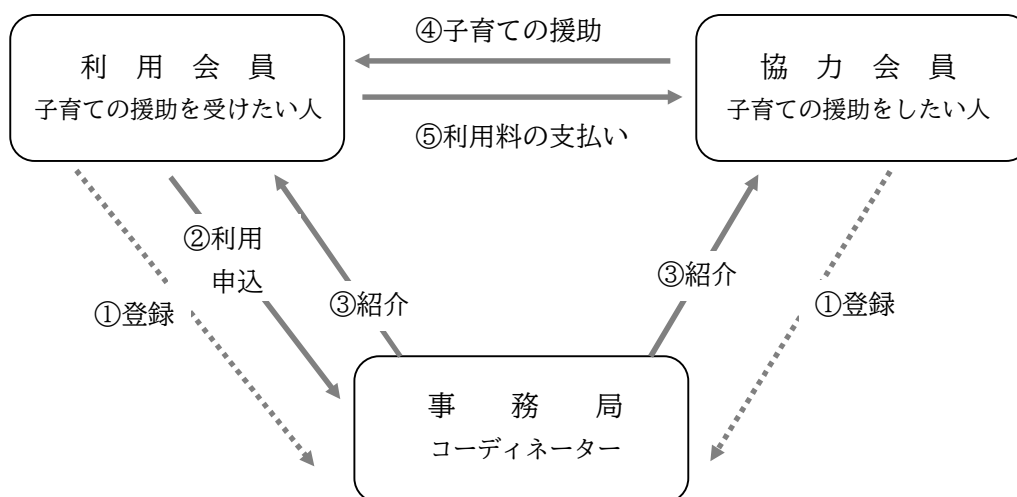 ④子育ての援助
利　用　会　員
子育ての援助を受けたい人
協　力　会　員
子育ての援助をしたい人
⑤利用料の支払い
②利用
申込
①登録
③紹介
③紹介
①登録
事　務　局
コーディネーター